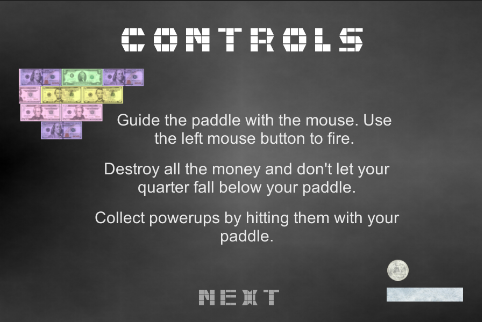 CONTROLS
Guide the paddle with the mouse. Use
the left mouse button to fire.
Destroy all the money and don't let your
quarter fall below your paddle.
Collect powerups by hitting them with your
paddle.
NEXT